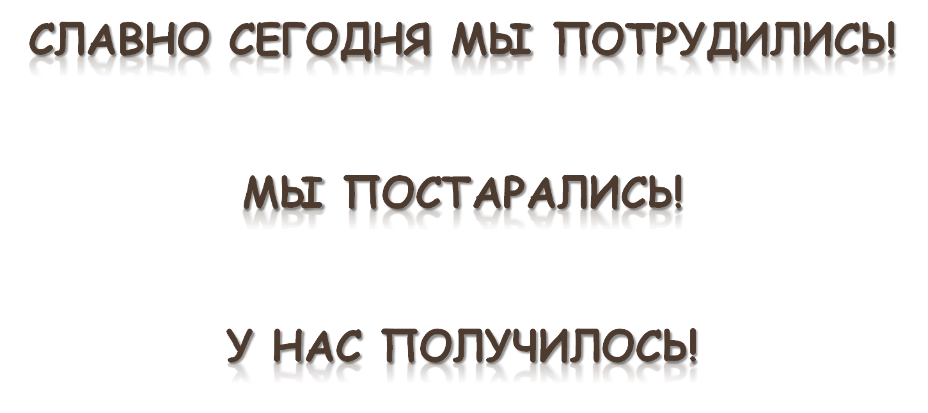 СЛАВНО СЕГОДНЯ МЫ ПОТРУДИЛИСЬ!
МЫ ПОСТАРАЛИСЬ!
У НАС ПОЛУЧИЛОСЬ!